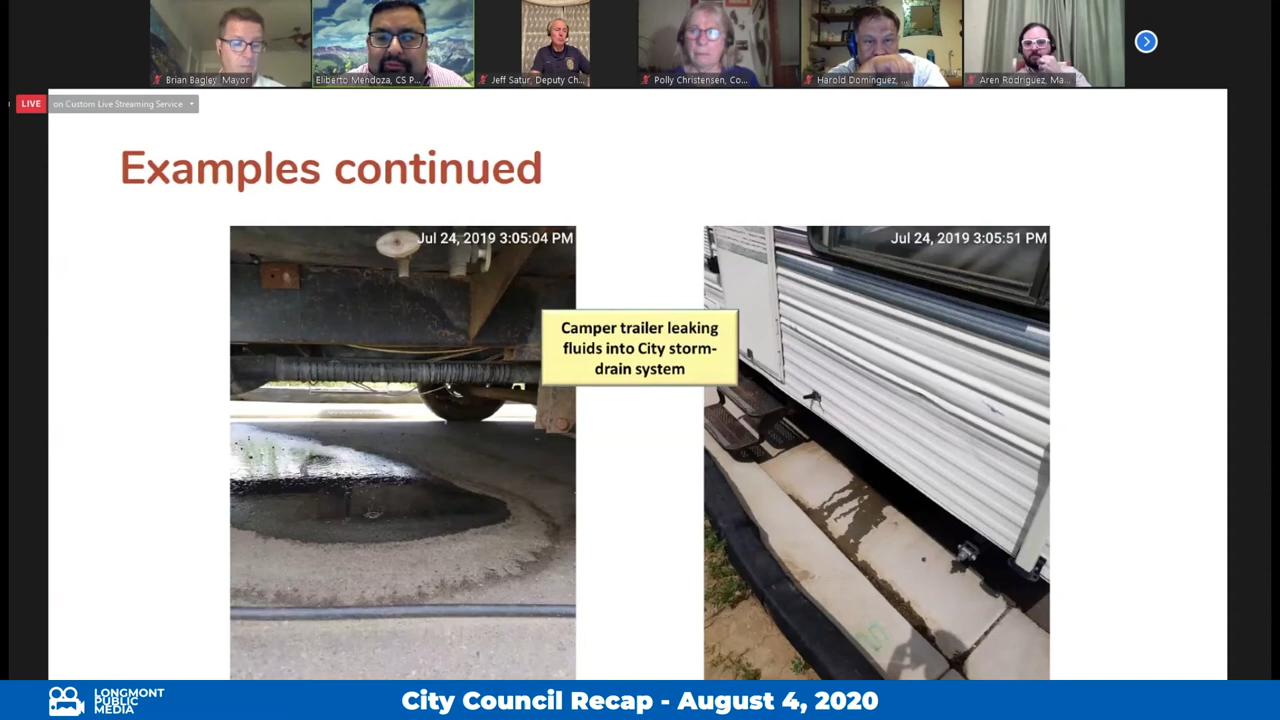 Brian Bagley, Mayor
Eliberto Mendoza, CS P...
Jeff Satur, Deputy Ch...
Polly Christensen, Co...
Harold Dominguez, ...
Aren Rodriguez, Ma...
LIVE on Custom Live Streaming Service
Examples continued
Jul 24, 2019 3:05:04 PM
Jul 24, 2019 3:05:51 PM
Camper trailer leaking
fluids into City storm-
drain system
LONGMONT
PUBLIC
MEDIA
City Council Recap - August 4, 2020